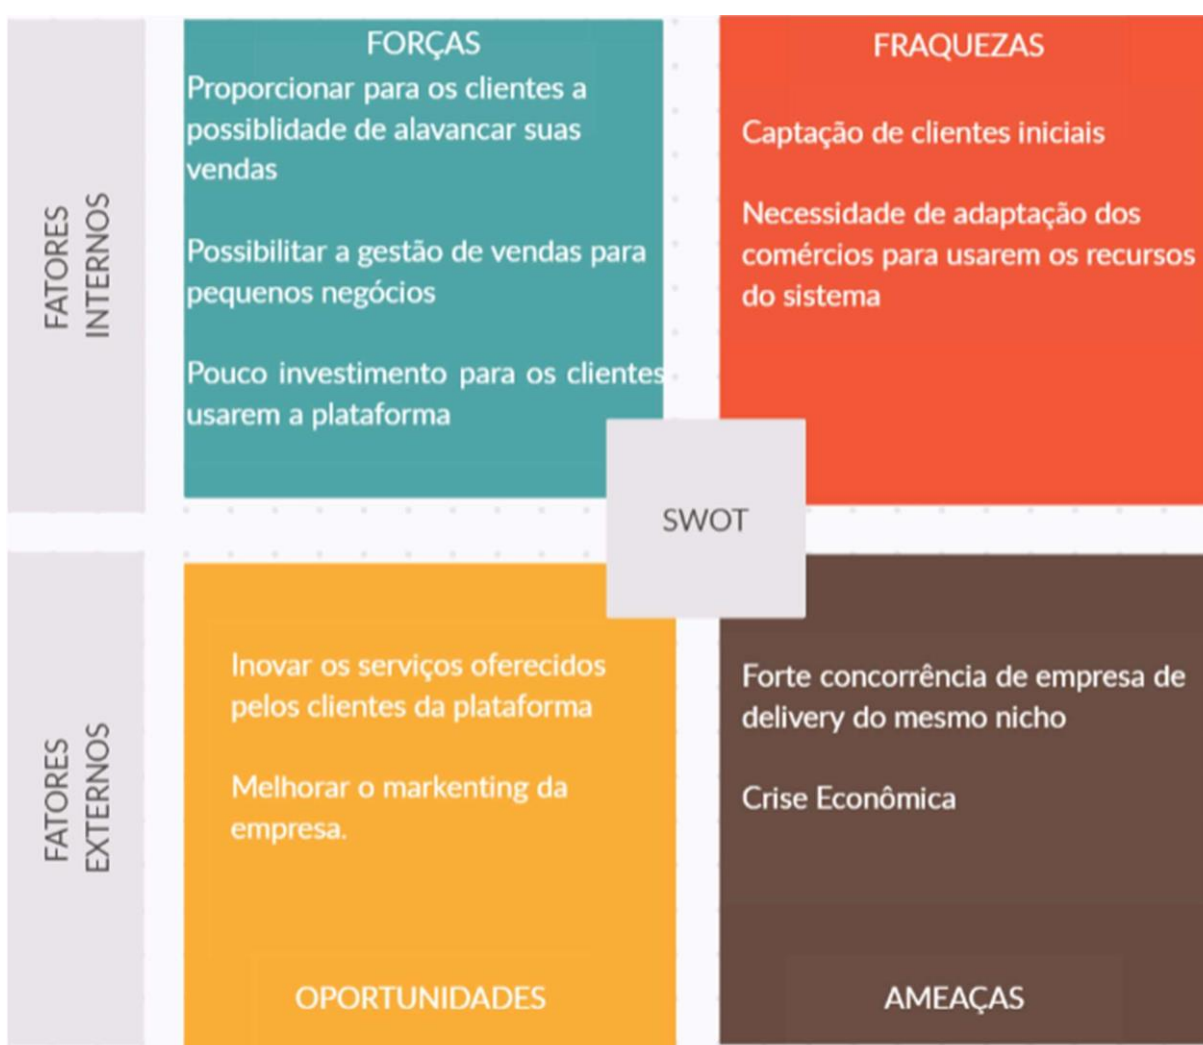 FATORES
INTERNOS
FORÇAS
Proporcionar para os clientes a
possiblidade de alavancar suas
vendas
Possibilitar a gestão de vendas para
pequenos negócios
Pouco investimento para os clientes
usarem a plataforma
FRAQUEZAS
Captação de clientes iniciais
Necessidade de adaptação dos
comércios para usarem os recursos
do sistema
SWOT
FATORES
EXTERNOS
Inovar os serviços oferecidos
pelos clientes da plataforma
Melhorar o markenting da
empresa.
OPORTUNIDADES
Forte concorrência de empresa de
delivery do mesmo nicho
Crise Econômica
AMEAÇAS